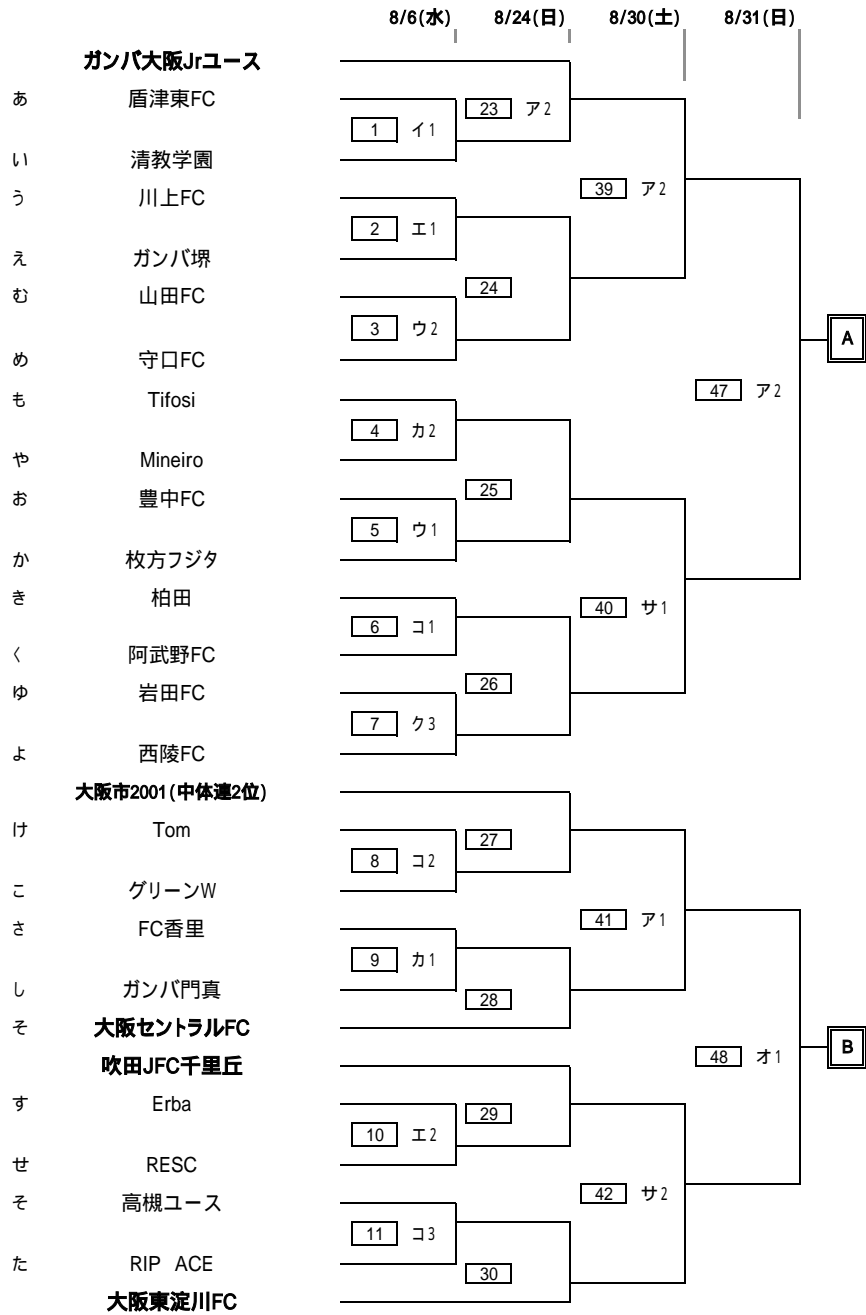 8/6(水) 8/24(日) 8/30(土) 8/31(日)
ガンバ大阪Jrユース
あ 盾津東FC
23 ア2
1 イ1
い 清教学園
39 ア2
う 川上FC
2 エ1
え ガンバ堺
24
む 山田FC
3 ウ2
A
め 守口FC
47 ア2
も Tifosi
4 カ2
や Mineiro
25
お 豊中FC
5 ウ1
か 枚方フジタ
き 柏田
40 サ1
6 コ1
く 阿武野FC
26
ゆ 岩田FC
7 ク3
よ 西陵FC
大阪市2001(中体連2位)
け Tom
27
8 コ2
こ グリーンW
41 ア1
さ FC香里
9 カ1
し ガンバ門真
28
そ 大阪セントラルFC
48 オ1
B
吹田JFC千里丘
す Erba
29
10 エ2
せ RESC
42 サ2
そ 高槻ユース
11 コ3
た RIP ACE
30
大阪東淀川FC